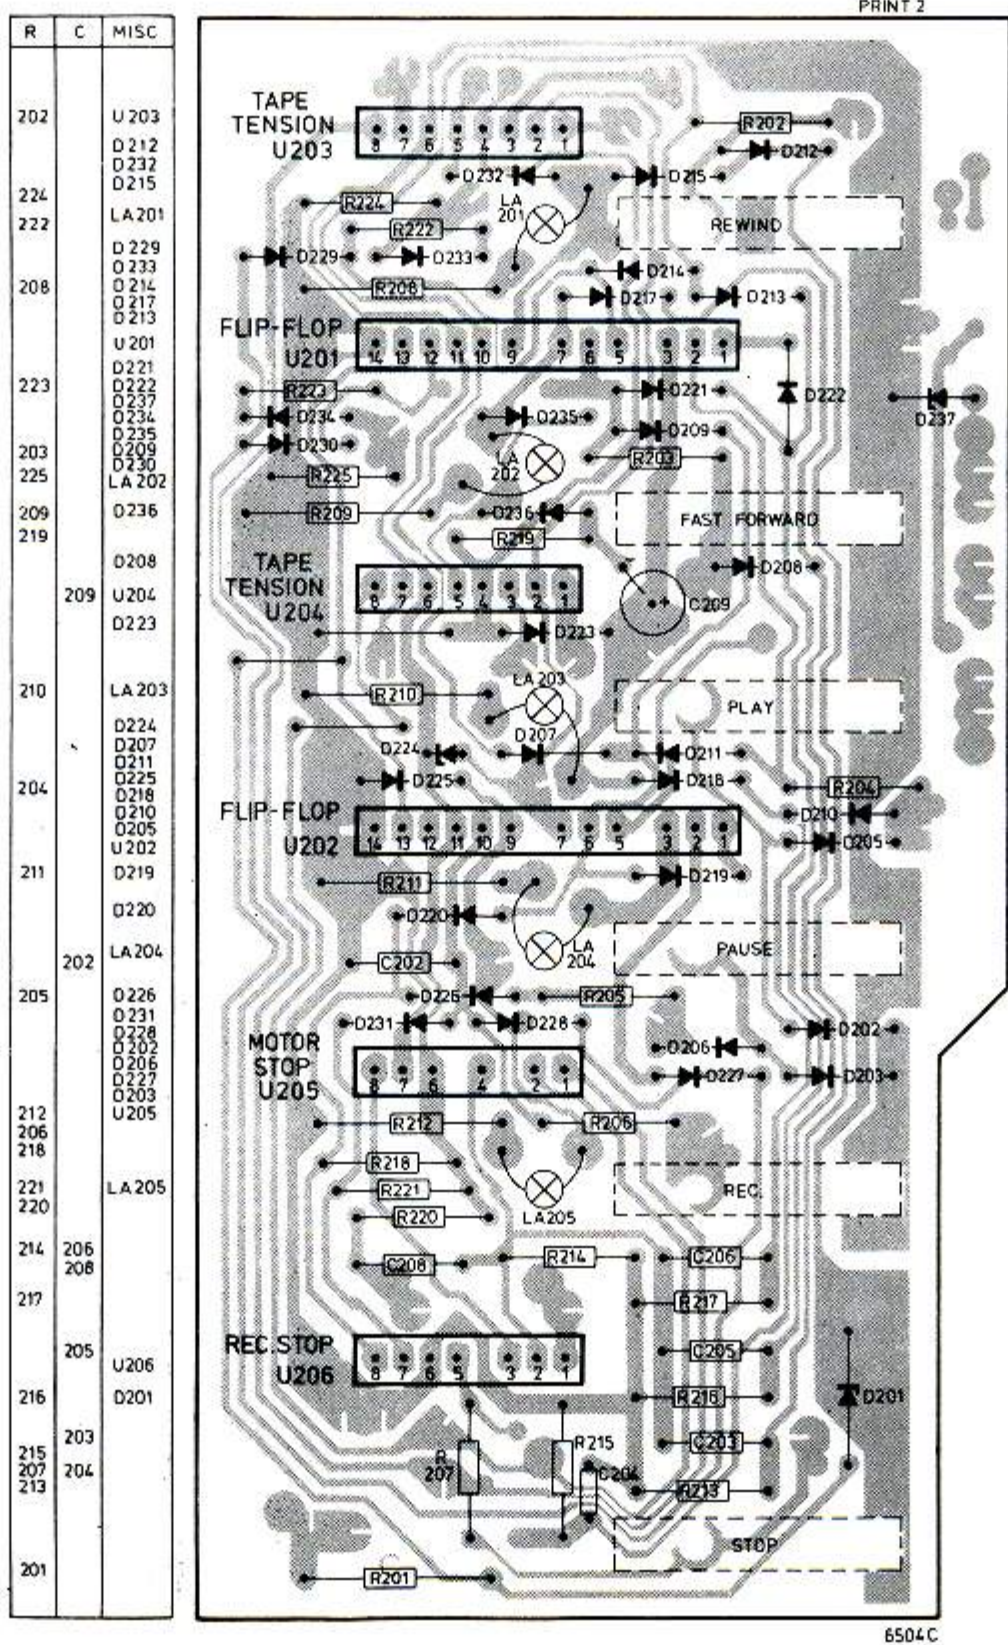 PRINT 2
R C MISC
202 U203
D212
D232
D215
224
LA201
222
D229
D233
208 D214
D217
D213
U201
D221
223 D222
D237
D234
D235
203 D209
D230
225 LA202
209 D236
219
D208
209 U204
D223
210 LA203
D224
D207
D211
204 D225
D218
D210
D205
U202
211 D219
D220
LA204
202
205 D226
D231
D228
D202
D206
D227
D203
212 U205
206
218
221 LA205
220
214 206
208
217
205
U206
216 D201
203
215
207 204
213
201
TAPE
TENSION
U203
8 7 6 5 4 3 2 1
R202
D212
D232
D215
R224
LA
201
REWIND
R222
D229
D233
D214
R208
D217
D213
FLIP-FLOP
U201
14 13 12 11 10 9 7 6 5 3 2 1
R223
D221
D222
D237
D234
D235
D209
D230
LA
202
R203
R225
R209
D236
FAST FORWARD
R219
TAPE
TENSION
U204
8 7 6 5 4 3 2 1
D208
+
C209
D223
LA203
R210
PLAY
D207
D224
D211
D225
D218
R204
FLIP-FLOP
U202
14 13 12 11 10 9 7 6 5 3 2 1
D210
D205
R211
D219
D220
LA
204
PAUSE
C202
D226
R205
D231
D228
D202
MOTOR
STOP
U205
8 7 6 4 2 1
D206
D227
D203
R212
R206
R218
R221
LA205
REC.
R220
C208
R214
C206
R217
REC.STOP
U206
8 7 6 5 3 2 1
C205
R216
D201
R
207
R215
C204
C203
R213
STOP
R201
6504C